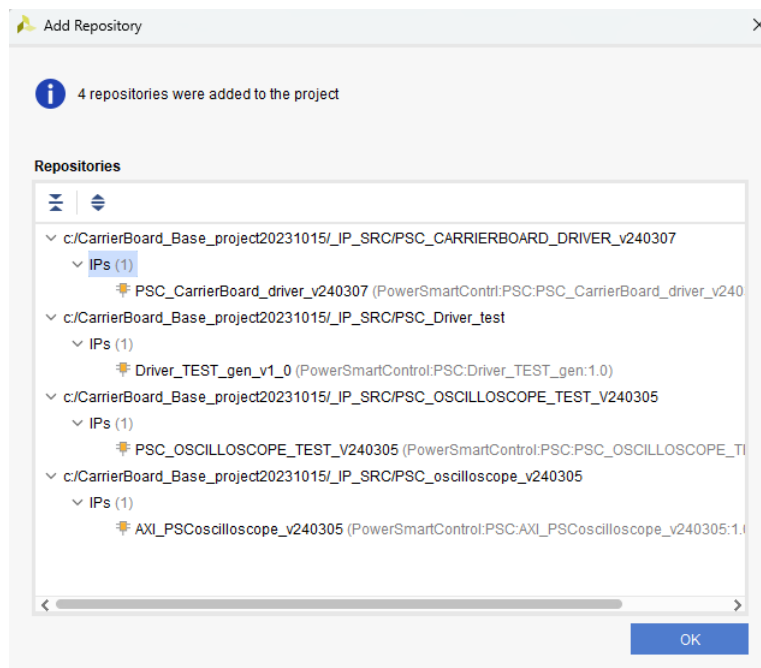 Add Repository
4 repositories were added to the project
Repositories
c:/CarrierBoard_Base_project20231015/_IP_SRC/PSC_CARRIERBOARD_DRIVER_v240307
IPs (1)
PSC_CarrierBoard_driver_v240307 (PowerSmartContrl:PSC:PSC_CarrierBoard_driver_v240
c:/CarrierBoard_Base_project20231015/_IP_SRC/PSC_Driver_test
IPs (1)
Driver_TEST_gen_v1_0 (PowerSmartControl:PSC:Driver_TEST_gen:1.0)
c:/CarrierBoard_Base_project20231015/_IP_SRC/PSC_OSCILLOSCOPE_TEST_V240305
IPs (1)
PSC_OSCILLOSCOPE_TEST_V240305 (PowerSmartControl:PSC:PSC_OSCILLOSCOPE_TE
c:/CarrierBoard_Base_project20231015/_IP_SRC/PSC_oscilloscope_v240305
IPs (1)
AXI_PSCoscilloscope_v240305 (PowerSmartControl:PSC:AXI_PSCoscilloscope_v240305:1.0
OK